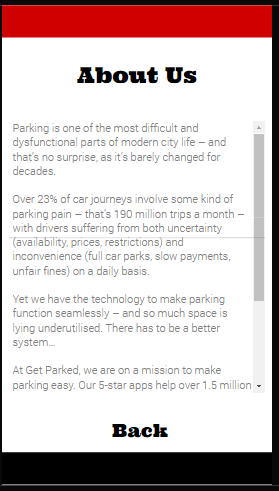 About Us
Parking is one of the most difficult and
dysfunctional parts of modern city life – and
that's no surprise, as it's barely changed for
decades.
Over 23% of car journeys involve some kind of
parking pain – that's 190 million trips a month –
with drivers suffering from both uncertainty
(availability, prices, restrictions) and
inconvenience (full car parks, slow payments,
unfair fines) on a daily basis.
Yet we have the technology to make parking
function seamlessly – and so much space is
lying underutilised. There has to be a better
system...
At Get Parked, we are on a mission to make
parking easy. Our 5-star apps help over 1.5 million
Back